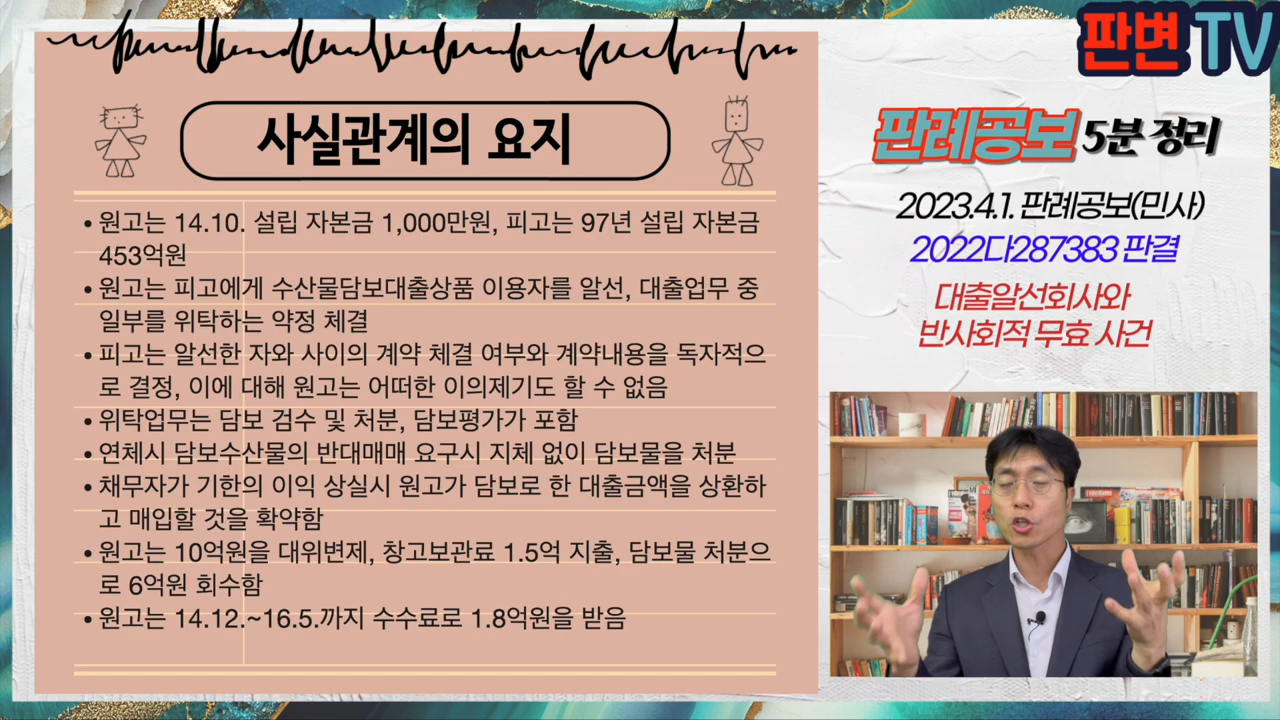 판변 TV
사실관계의 요지
• 원고는 14.10. 설립 자본금 1,000만원, 피고는 97년 설립 자본금
453억원
• 원고는 피고에게 수산물담보대출상품 이용자를 알선, 대출업무 중
일부를 위탁하는 약정 체결
• 피고는 알선한 자와 사이의 계약 체결 여부와 계약내용을 독자적으
로 결정, 이에 대해 원고는 어떠한 이의제기도 할 수 없음
• 위탁업무는 담보 검수 및 처분, 담보평가가 포함
• 연체시 담보수산물의 반대매매 요구시 지체 없이 담보물을 처분
• 채무자가 기한의 이익 상실시 원고가 담보로 한 대출금액을 상환하
고 매입할 것을 확약함
• 원고는 10억원을 대위변제, 창고보관료 1.5억 지출, 담보물 처분으
로 6억원 회수함
• 원고는 14.12.~16.5.까지 수수료로 1.8억원을 받음
판례공보 5분 정리
2023.4.1. 판례공보(민사)
2022다287383 판결
대출알선회사와
반사회적 무효 사건